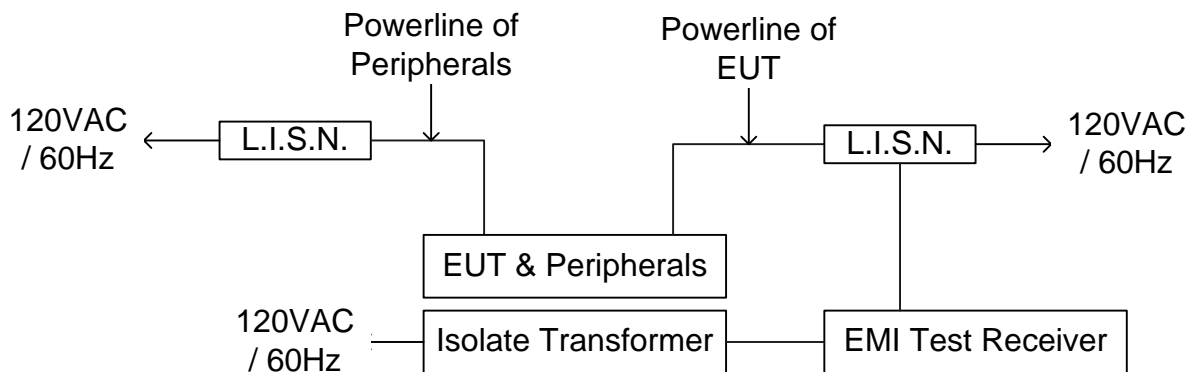 Powerline of
Peripherals
Powerline of
EUT
120VAC
/ 60Hz
L.I.S.N.
L.I.S.N.
120VAC
/ 60Hz
EUT & Peripherals
120VAC
/ 60Hz
Isolate Transformer
EMI Test Receiver